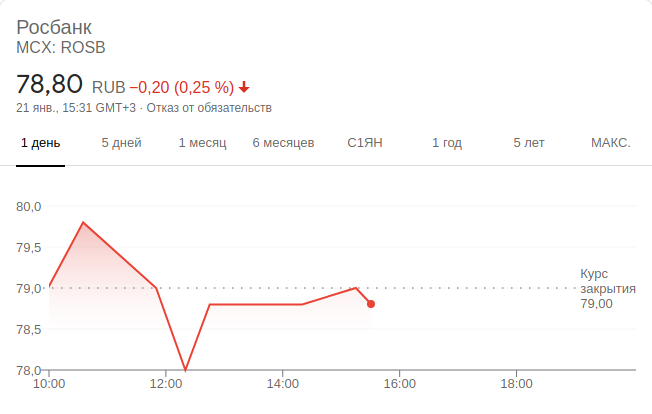 Росбанк
MCX: ROSB
78,80 RUB −0,20 (0,25 %)
21 янв., 15:31 GMT+3 · Отказ от обязательств
1 день 5 дней 1 месяц 6 месяцев С1ЯН 1 год 5 лет МАКС.
80,0
79,5
79,0
78,5
78,0
Курс
закрытия
79,00
10:00 12:00 14:00 16:00 18:00